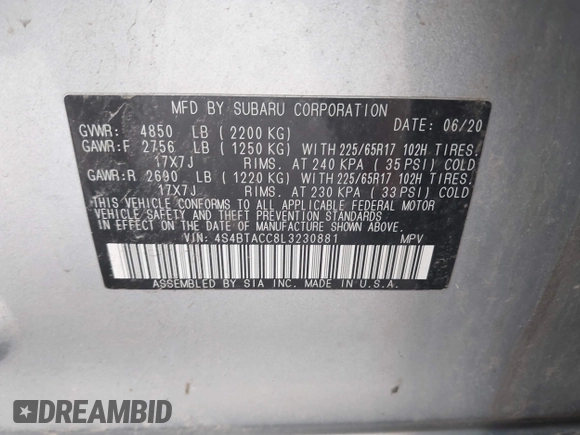 MFD BY SUBARU CORPORATION
GVWR: 4850 LB ( 2200 KG) DATE: 06/20
GAWR:F 2756 LB ( 1250 KG) WITH 225/65R17 102H TIRES.
17X7J RIMS. AT 240 KPA ( 35 PSI) COLD
GAWR:R 2690 LB ( 1220 KG) WITH 225/65R17 102H TIRES.
17X7J RIMS. AT 230 KPA ( 33 PSI) COLD
THIS VEHICLE CONFORMS TO ALL APPLICABLE FEDERAL MOTOR
VEHICLE SAFETY AND THEFT PREVENTION STANDARDS
IN EFFECT ON THE DATE OF MANUFACTURE SHOWN ABOVE.
VIN: 4S4BTACC8L3230881 MPV
ASSEMBLED BY SIA INC. MADE IN U.S.A.
DREAMBID